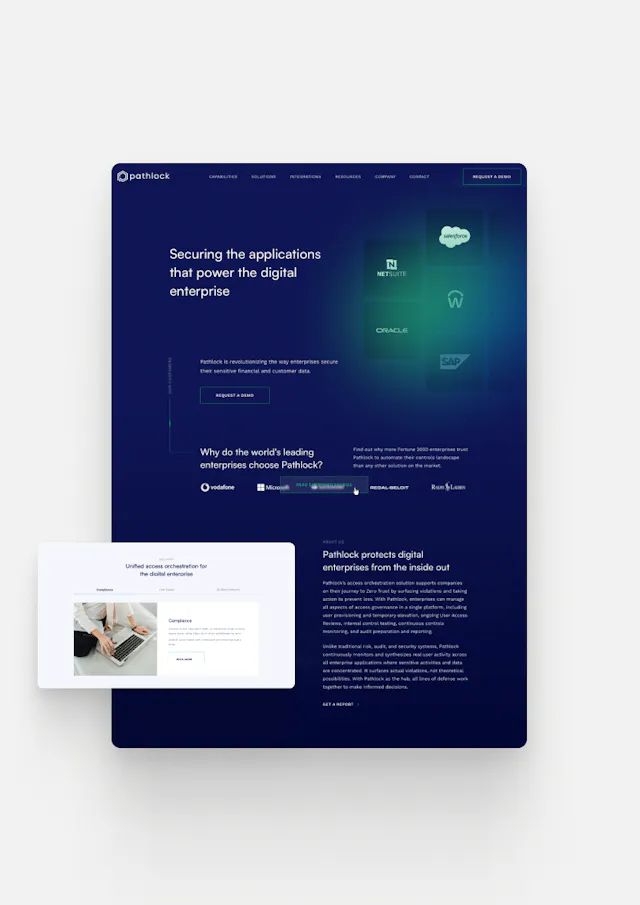 pathlock
CAPABILITIES
SOLUTIONS
INTEGRATIONS
RESOURCES
COMPANY
CONTACT
REQUEST A DEMO
Securing the applications
that power the digital
enterprise
salesforce
N
NETSUITE
W
ORACLE
SAP
OUR CUSTOMERS
Pathlock is revolutionizing the way enterprises secure
their sensitive financial and customer data.
REQUEST A DEMO
Why do the world's leading
enterprises choose Pathlock?
Find out why more Fortune 2000 enterprises trust
Pathlock to automate their controls landscape
than any other solution on the market.
vodafone
Microsoft
REGAL-BELOIT
RALPH LAUREN
Unified access orchestration for
the digital enterprise
Compliance
Compliance
ABOUT US
Pathlock protects digital
enterprises from the inside out
Pathlock's access orchestration solution supports companies
on their journey to Zero Trust by surfacing violations and taking
action to prevent loss. With Pathlock, enterprises can manage
all aspects of access governance in a single platform, including
user provisioning and temporary elevation, ongoing User Access
Reviews, internal control testing, continuous controls
monitoring, and audit preparation and reporting.
Unlike traditional risk, audit, and security systems, Pathlock
continuously monitors and synthesizes real user activity across
all enterprise applications where sensitive activities and data
are concentrated. It surfaces actual violations, not theoretical
possibilities. With Pathlock as the hub, all lines of defense work
together to make informed decisions.
GET A REPORT